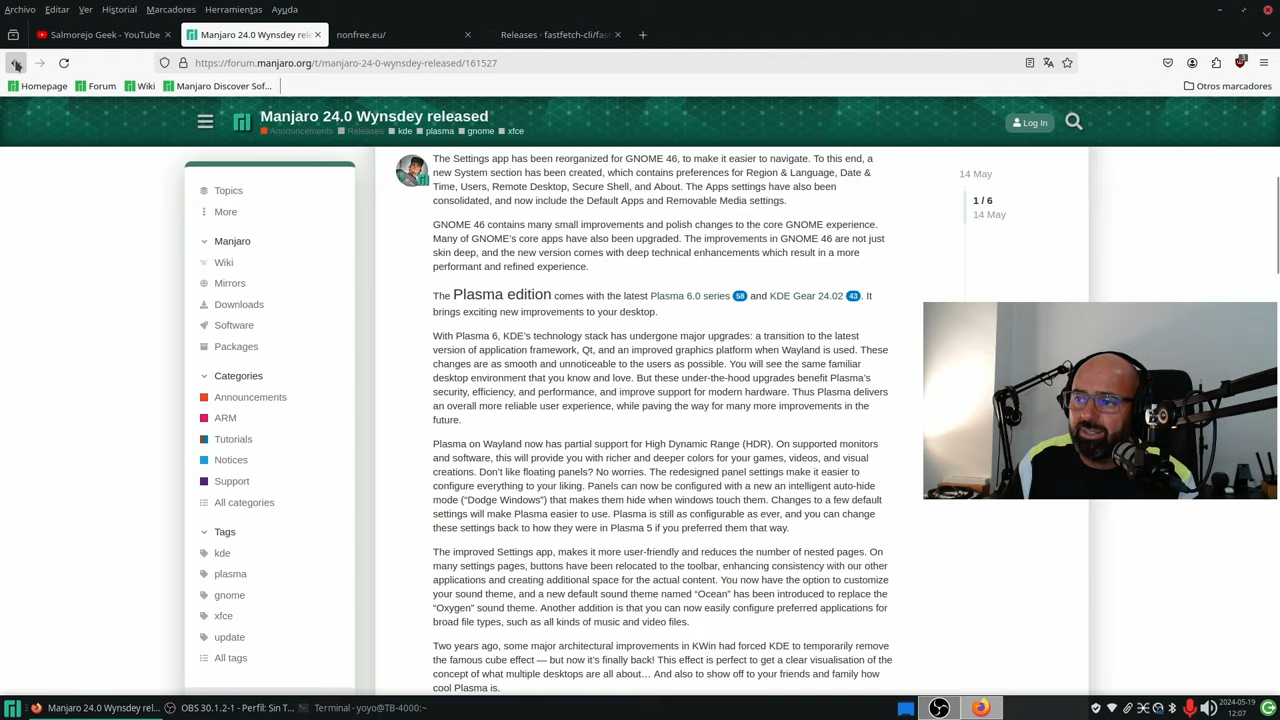 Archivo Editar Ver Historial Marcadores Herramientas Ayuda
Salmorejo Geek - YouTube
Manjaro 24.0 Wynsdey rele
nonfree.eu/
Releases · fastfetch-cli/fas
https://forum.manjaro.org/t/manjaro-24-0-wynsdey-released/161527
Homepage Forum Wiki Manjaro Discover Sof... Otros marcadores
Manjaro 24.0 Wynsdey released
Announcements Releases kde plasma gnome xfce
Log In
Topics
More
Manjaro
Wiki
Mirrors
Downloads
Software
Packages
Categories
Announcements
ARM
Tutorials
Notices
Support
All categories
Tags
kde
plasma
gnome
xfce
update
All tags
The Settings app has been reorganized for GNOME 46, to make it easier to navigate. To this end, a
new System section has been created, which contains preferences for Region & Language, Date &
Time, Users, Remote Desktop, Secure Shell, and About. The Apps settings have also been
consolidated, and now include the Default Apps and Removable Media settings.
GNOME 46 contains many small improvements and polish changes to the core GNOME experience.
Many of GNOME's core apps have also been upgraded. The improvements in GNOME 46 are not just
skin deep, and the new version comes with deep technical enhancements which result in a more
performant and refined experience.
The Plasma edition comes with the latest Plasma 6.0 series 58 and KDE Gear 24.02 43. It
brings exciting new improvements to your desktop.
With Plasma 6, KDE's technology stack has undergone major upgrades: a transition to the latest
version of application framework, Qt, and an improved graphics platform when Wayland is used. These
changes are as smooth and unnoticeable to the users as possible. You will see the same familiar
desktop environment that you know and love. But these under-the-hood upgrades benefit Plasma's
security, efficiency, and performance, and improve support for modern hardware. Thus Plasma delivers
an overall more reliable user experience, while paving the way for many more improvements in the
future.
Plasma on Wayland now has partial support for High Dynamic Range (HDR). On supported monitors
and software, this will provide you with richer and deeper colors for your games, videos, and visual
creations. Don't like floating panels? No worries. The redesigned panel settings make it easier to
configure everything to your liking. Panels can now be configured with a new an intelligent auto-hide
mode ("Dodge Windows") that makes them hide when windows touch them. Changes to a few default
settings will make Plasma easier to use. Plasma is still as configurable as ever, and you can change
these settings back to how they were in Plasma 5 if you preferred them that way.
The improved Settings app, makes it more user-friendly and reduces the number of nested pages. On
many settings pages, buttons have been relocated to the toolbar, enhancing consistency with our other
applications and creating additional space for the actual content. You now have the option to customize
your sound theme, and a new default sound theme named "Ocean" has been introduced to replace the
"Oxygen" sound theme. Another addition is that you can now easily configure preferred applications for
broad file types, such as all kinds of music and video files.
Two years ago, some major architectural improvements in KWin had forced KDE to temporarily remove
the famous cube effect — but now it's finally back! This effect is perfect to get a clear visualisation of the
concept of what multiple desktops are all about… And also to show off to your friends and family how
cool Plasma is.
14 May
1 / 6
14 May
Manjaro 24.0 Wynsdey rel...
OBS 30.1.2-1 - Perfil: Sin T...
Terminal - yoyo@TB-4000:~
2024-05-19
12:07